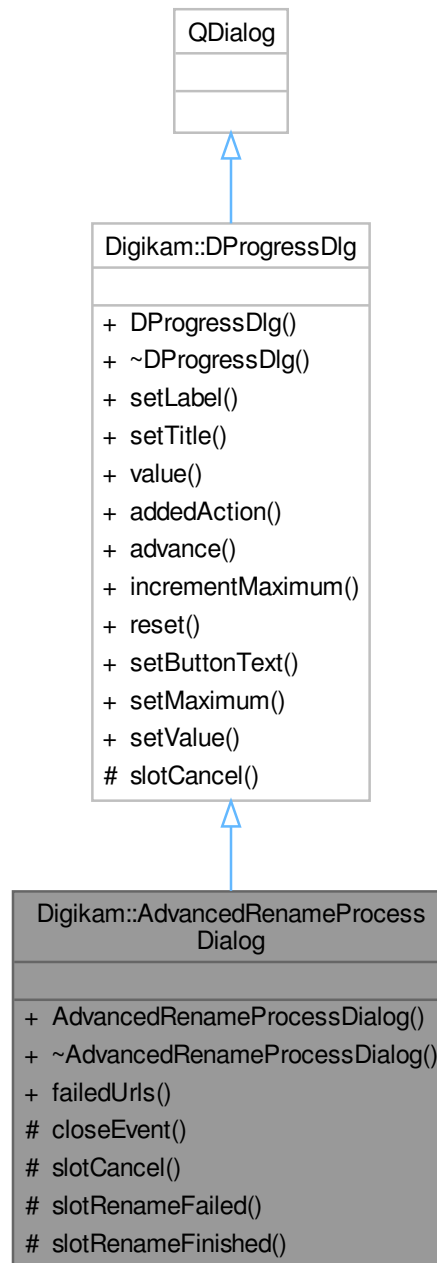 QDialog
Digikam::DProgressDlg
+ DProgressDlg()
+ ~DProgressDlg()
+ setLabel()
+ setTitle()
+ value()
+ addedAction()
+ advance()
+ incrementMaximum()
+ reset()
+ setButtonText()
+ setMaximum()
+ setValue()
# slotCancel()
Digikam::AdvancedRenameProcess
Dialog
+ AdvancedRenameProcessDialog()
+ ~AdvancedRenameProcessDialog()
+ failedUrls()
# closeEvent()
# slotCancel()
# slotRenameFailed()
# slotRenameFinished()